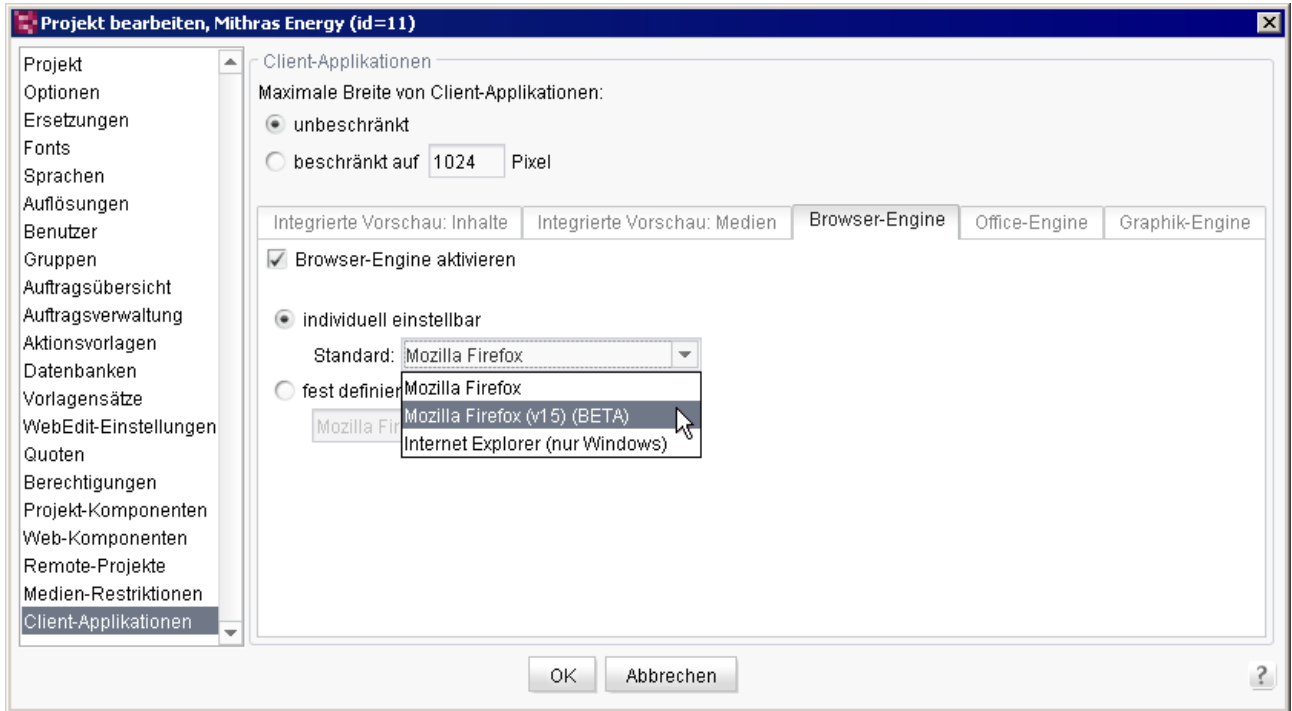 Projekt bearbeiten, Mithras Energy (id=11)
Projekt
Optionen
Ersetzungen
Fonts
Sprachen
Auflösungen
Benutzer
Gruppen
Auftragsübersicht
Auftragsverwaltung
Aktionsvorlagen
Datenbanken
Vorlagensätze
WebEdit-Einstellungen
Quoten
Berechtigungen
Projekt-Komponenten
Web-Komponenten
Remote-Projekte
Medien-Restriktionen
Client-Applikationen
Client-Applikationen
Maximale Breite von Client-Applikationen:
unbeschränkt
beschränkt auf 1024 Pixel
Integrierte Vorschau: Inhalte Integrierte Vorschau: Medien Browser-Engine Office-Engine Graphik-Engine
Browser-Engine aktivieren
individuell einstellbar
Standard: Mozilla Firefox
fest definier
Mozilla Fir
Mozilla Firefox
Mozilla Firefox (v15) (BETA)
Internet Explorer (nur Windows)
OK Abbrechen ?